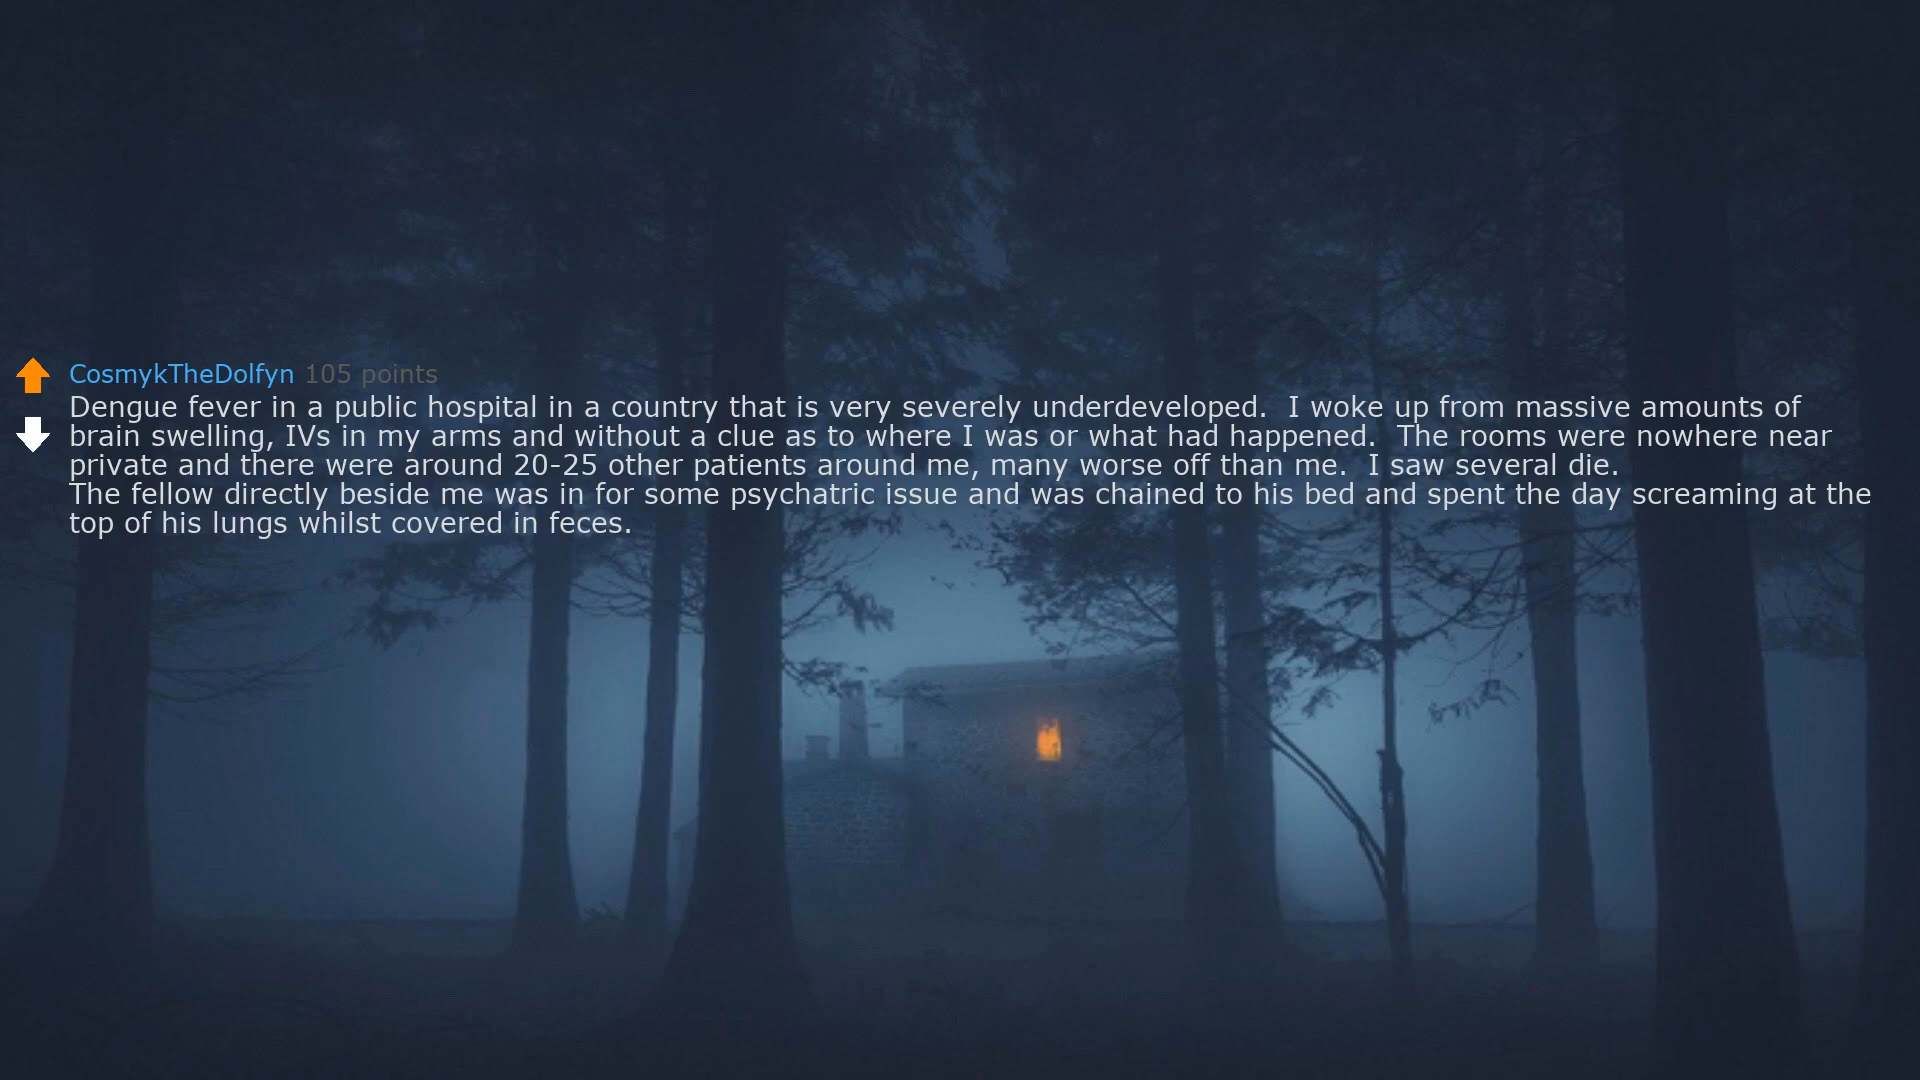 CosmykTheDolfyn 105 points
Dengue fever in a public hospital in a country that is very severely underdeveloped.  I woke up from massive amounts of
brain swelling, IVs in my arms and without a clue as to where I was or what had happened.  The rooms were nowhere near
private and there were around 20-25 other patients around me, many worse off than me.  I saw several die.
The fellow directly beside me was in for some psychatric issue and was chained to his bed and spent the day screaming at the
top of his lungs whilst covered in feces.